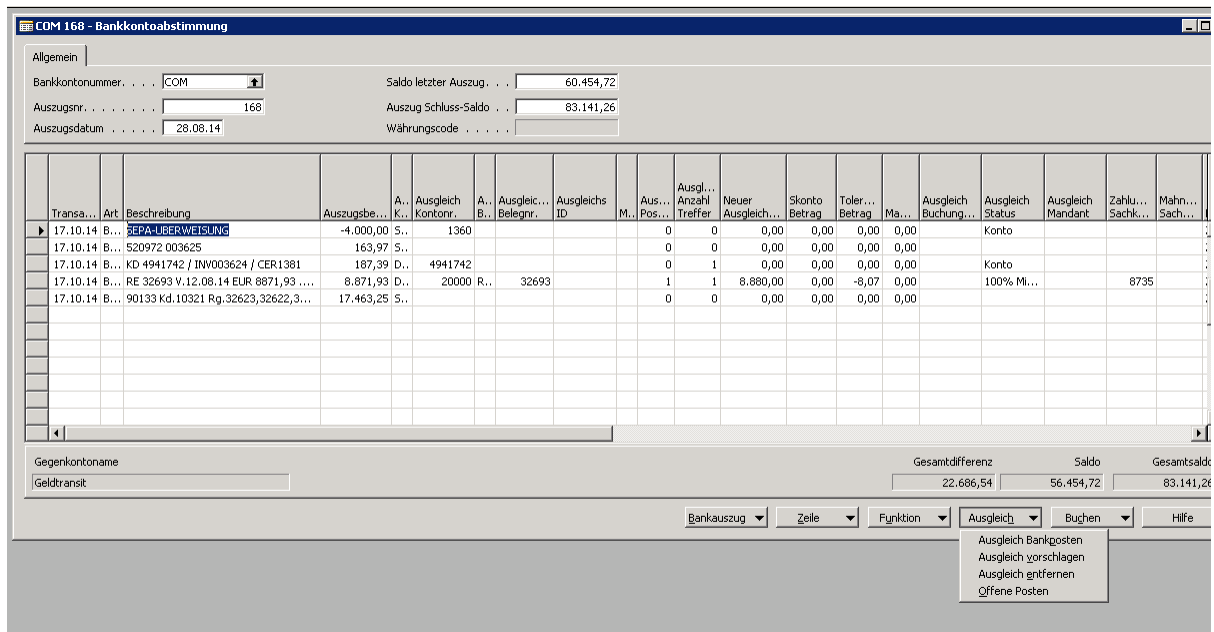 COM 168 - Bankkontoabstimmung
Allgemein
Bankkontonummer. . . . . COM
Saldo letzter Auszug. . . 60.454,72
Auszugsnr. . . . . . . . . 168
Auszug Schluss-Saldo . . 83.141,26
Auszugsdatum . . . . . 28.08.14
Währungscode . . . . .
Transa... Art Beschreibung Auszugsbe... A... K... Ausgleich Kontonr. A... B... Ausgleic... Belegnr. Ausgleichs ID M... Aus... Pos... Ausgl... Anzahl Treffer Neuer Ausgleich... Skonto Betrag Toler... Betrag Ma... Ausgleich Buchung... Ausgleich Status Ausgleich Mandant Zahlu... Sachk... Mahn... Sach...
17.10.14 B... SEPA-UBERWEISUNG -4.000,00 S... 1360 0 0 0,00 0,00 0,00 0,00 Konto
17.10.14 B... 520972 003625 163,97 S... 0 0 0,00 0,00 0,00 0,00
17.10.14 B... KD 4941742 / INV003624 / CER1381 187,39 D... 4941742 0 1 0,00 0,00 0,00 0,00 Konto
17.10.14 B... RE 32693 V.12.08.14 EUR 8871,93 .... 8.871,93 D... 20000 R... 32693 1 1 8.880,00 0,00 -8,07 0,00 100% Mi... 8735
17.10.14 B... 90133 Kd.10321 Rg.32623,32622,3... 17.463,25 S... 0 0 0,00 0,00 0,00 0,00
Gegenkontoname Gesamtdifferenz Saldo Gesamtsaldo
Geldtransit 22.686,54 56.454,72 83.141,26
Bankauszug Zeile Funktion Ausgleich Buchen Hilfe
Ausgleich Bankposten
Ausgleich vorschlagen
Ausgleich entfernen
Offene Posten